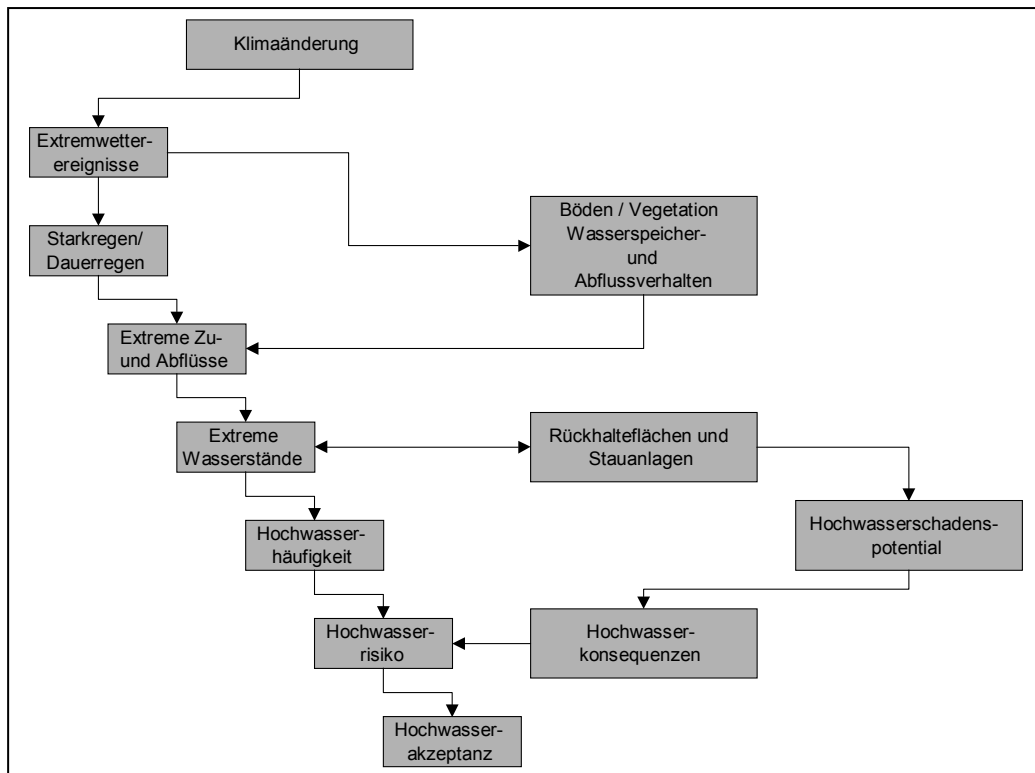 Klimaänderung
Extremwetter-
ereignisse
Böden / Vegetation
Wasserspeicher-
und
Abflussverhalten
Starkregen/
Dauerregen
Extreme Zu-
und Abflüsse
Extreme
Wasserstände
Rückhalteflächen und
Stauanlagen
Hochwasserschadens-
potential
Hochwasser-
häufigkeit
Hochwasser-
risiko
Hochwasser-
konsequenzen
Hochwasser-
akzeptanz